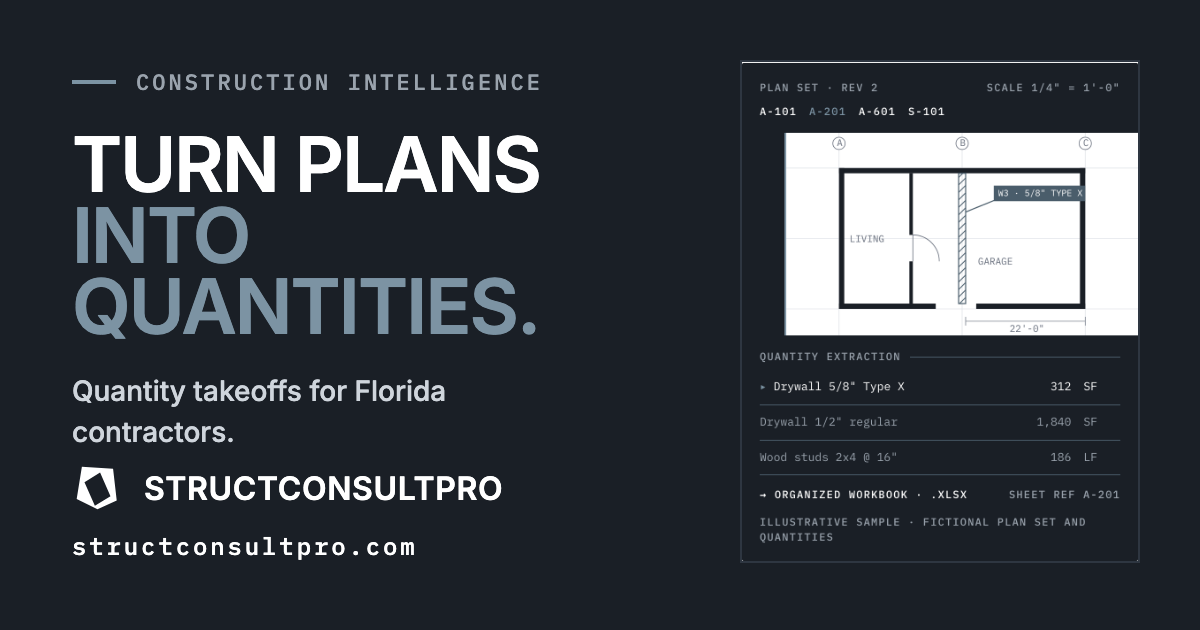 CONSTRUCTION INTELLIGENCE
TURN PLANS
INTO
QUANTITIES.
Quantity takeoffs for Florida
contractors.
STRUCTCONSULTPRO
structconsultpro.com
PLAN SET · REV 2 SCALE 1/4" = 1'-0"
A-101 A-201 A-601 S-101
A B C
W3 · 5/8" TYPE X
LIVING
GARAGE
22'-0"
QUANTITY EXTRACTION
▸ Drywall 5/8" Type X 312 SF
Drywall 1/2" regular 1,840 SF
Wood studs 2x4 @ 16" 186 LF
→ ORGANIZED WORKBOOK · .XLSX SHEET REF A-201
ILLUSTRATIVE SAMPLE · FICTIONAL PLAN SET AND
QUANTITIES